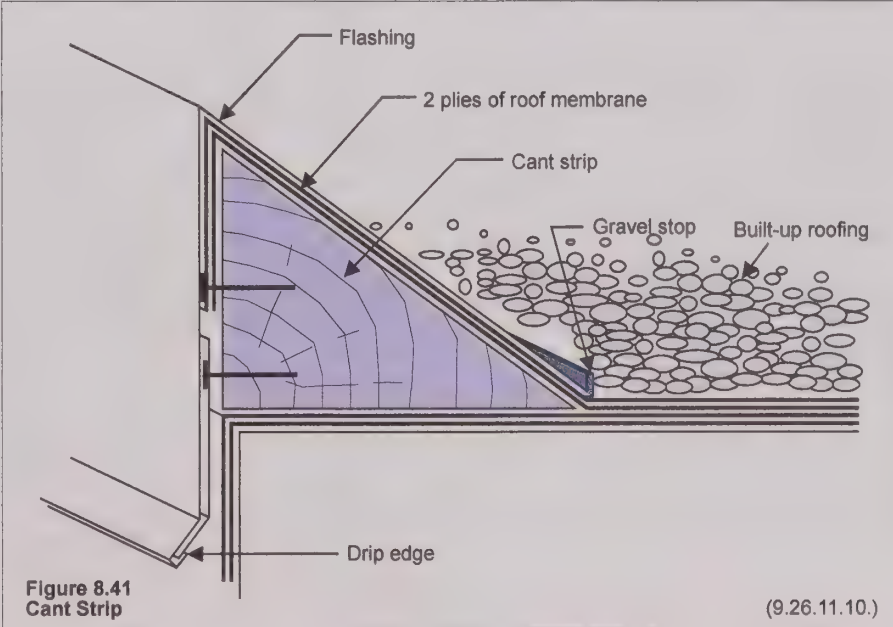 Flashing
2 plies of roof membrane
Cant strip
Gravel stop
Built-up roofing
Drip edge
Figure 8.41
Cant Strip
(9.26.11.10.)